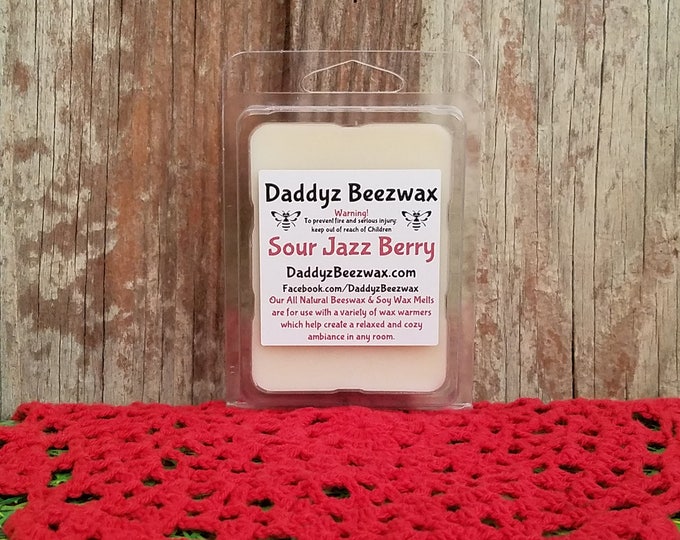 Daddyz Beezwax
Warning!
To prevent fire and serious injury:
keep out of reach of Children
Sour Jazz Berry
DaddyzBeezwax.com
Facebook.com/DaddyzBeezwax
Our All Natural Beeswax & Soy Wax Melts
are for use with a variety of wax warmers
which help create a relaxed and cozy
ambiance in any room.